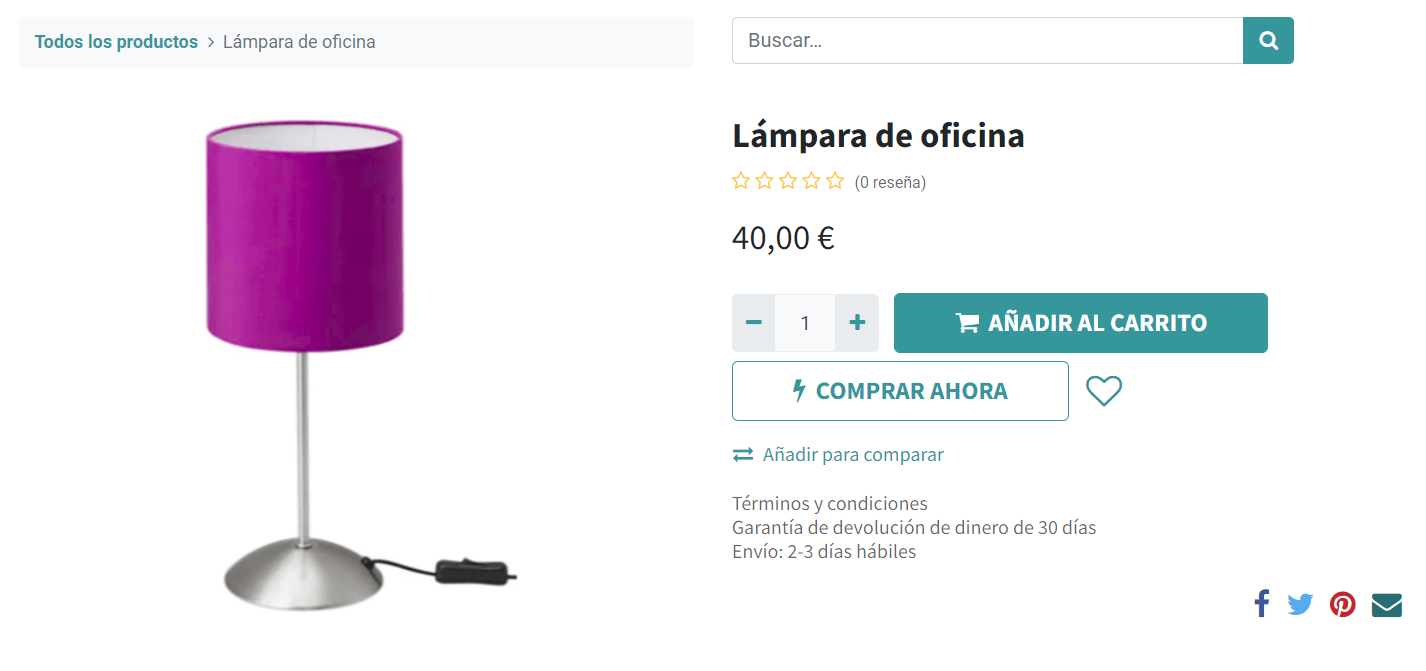 Todos los productos > Lámpara de oficina
Buscar...
Lámpara de oficina
(0 reseña)
40,00 €
1
AÑADIR AL CARRITO
COMPRAR AHORA
Añadir para comparar
Términos y condiciones
Garantía de devolución de dinero de 30 días
Envío: 2-3 días hábiles